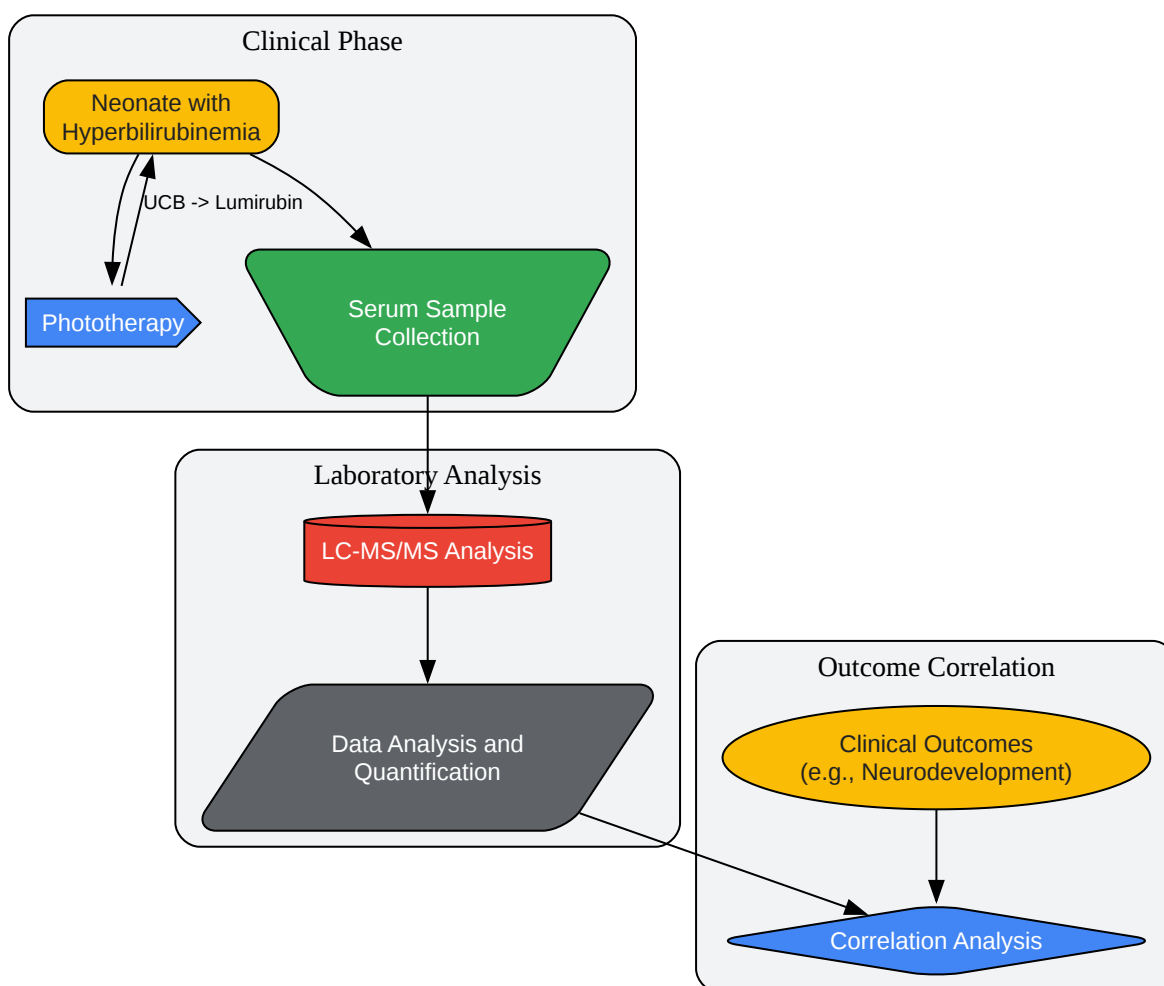 Clinical Phase
Neonate with
Hyperbilirubinemia
UCB -> Lumirubin
Phototherapy
Serum Sample
Collection
Laboratory Analysis
LC-MS/MS Analysis
Data Analysis and
Quantification
Outcome Correlation
Clinical Outcomes
(e.g., Neurodevelopment)
Correlation Analysis